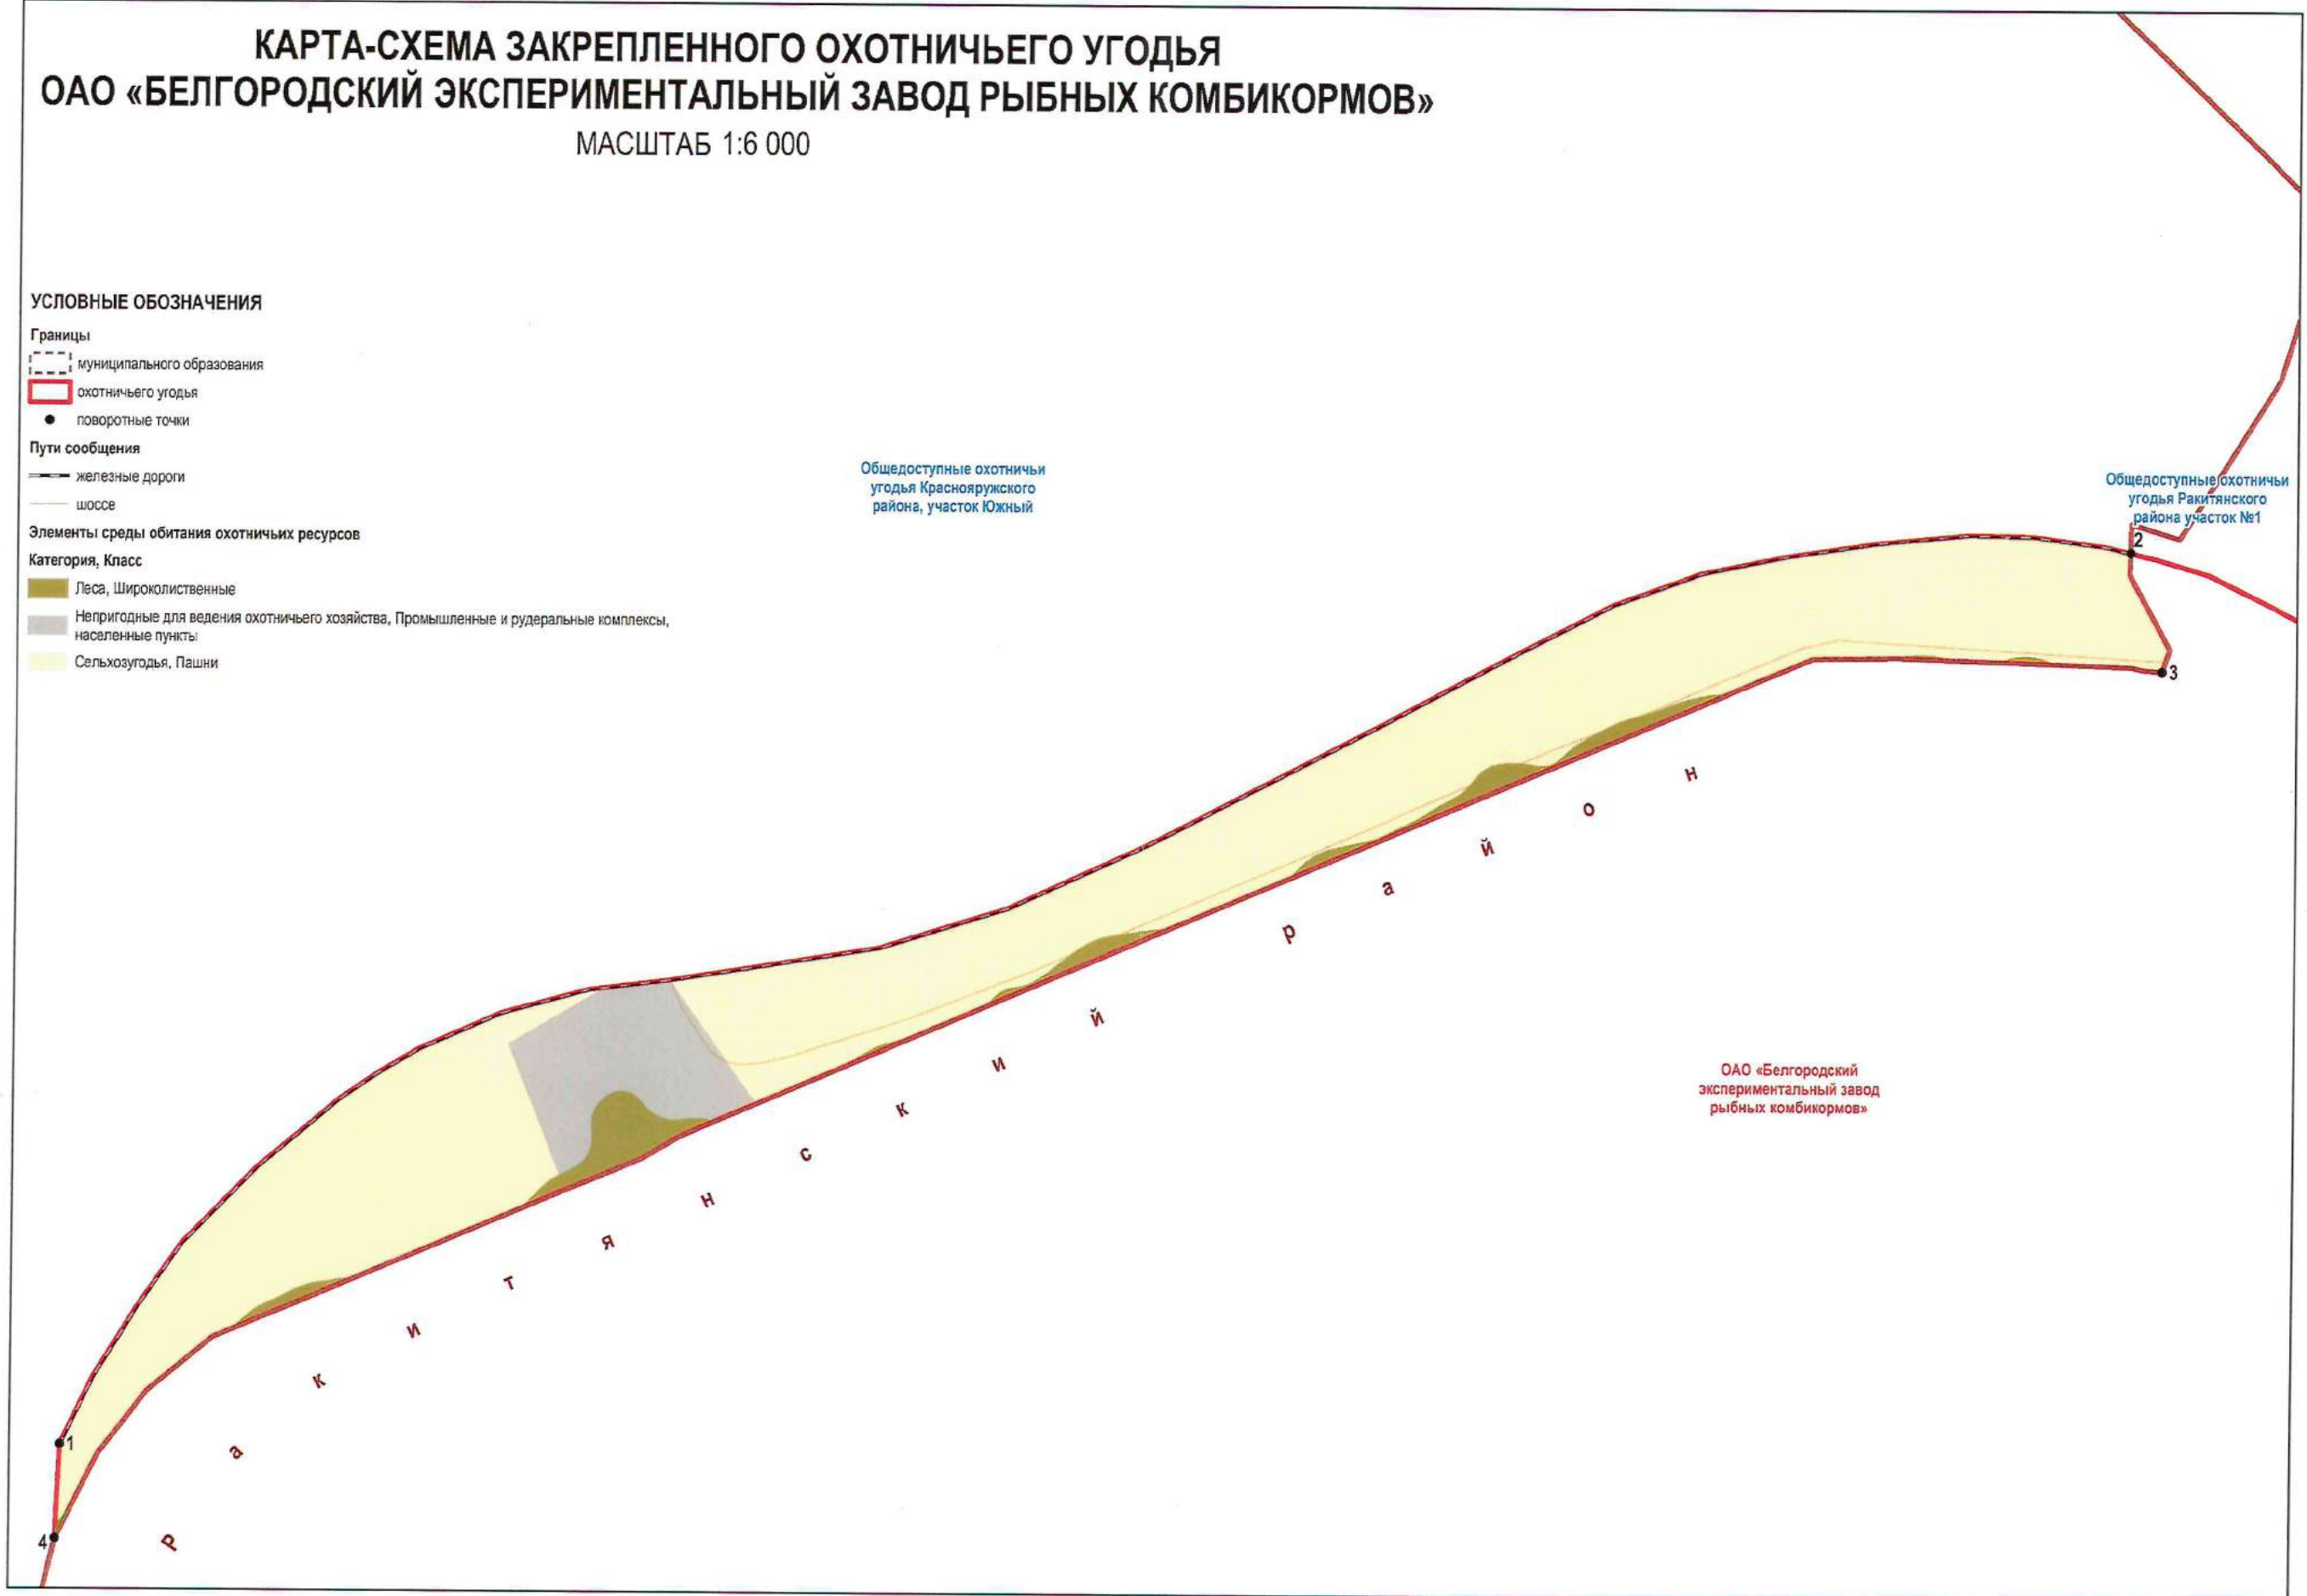 КАРТА-СХЕМА ЗАКРЕПЛЕННОГО ОХОТНИЧЬЕГО УГОДЬЯ
ОАО «БЕЛГОРОДСКИЙ ЭКСПЕРИМЕНТАЛЬНЫЙ ЗАВОД РЫБНЫХ КОМБИКОРМОВ»
МАСШТАБ 1:6 000
УСЛОВНЫЕ ОБОЗНАЧЕНИЯ
Границы
муниципального образования
охотничьего угодья
поворотные точки
Пути сообщения
железные дороги
шоссе
Элементы среды обитания охотничьих ресурсов
Категория, Класс
Леса, Широколиственные
Непригодные для ведения охотничьего хозяйства, Промышленные и рудеральные комплексы,
населенные пункты
Сельхозугодья, Пашни
Общедоступные охотничьи
угодья Краснояружского
района, участок Южный
Общедоступные охотничьи
угодья Ракитянского
района участок №1
2
3
Ракитянский район
ОАО «Белгородский
экспериментальный завод
рыбных комбикормов»
1
4